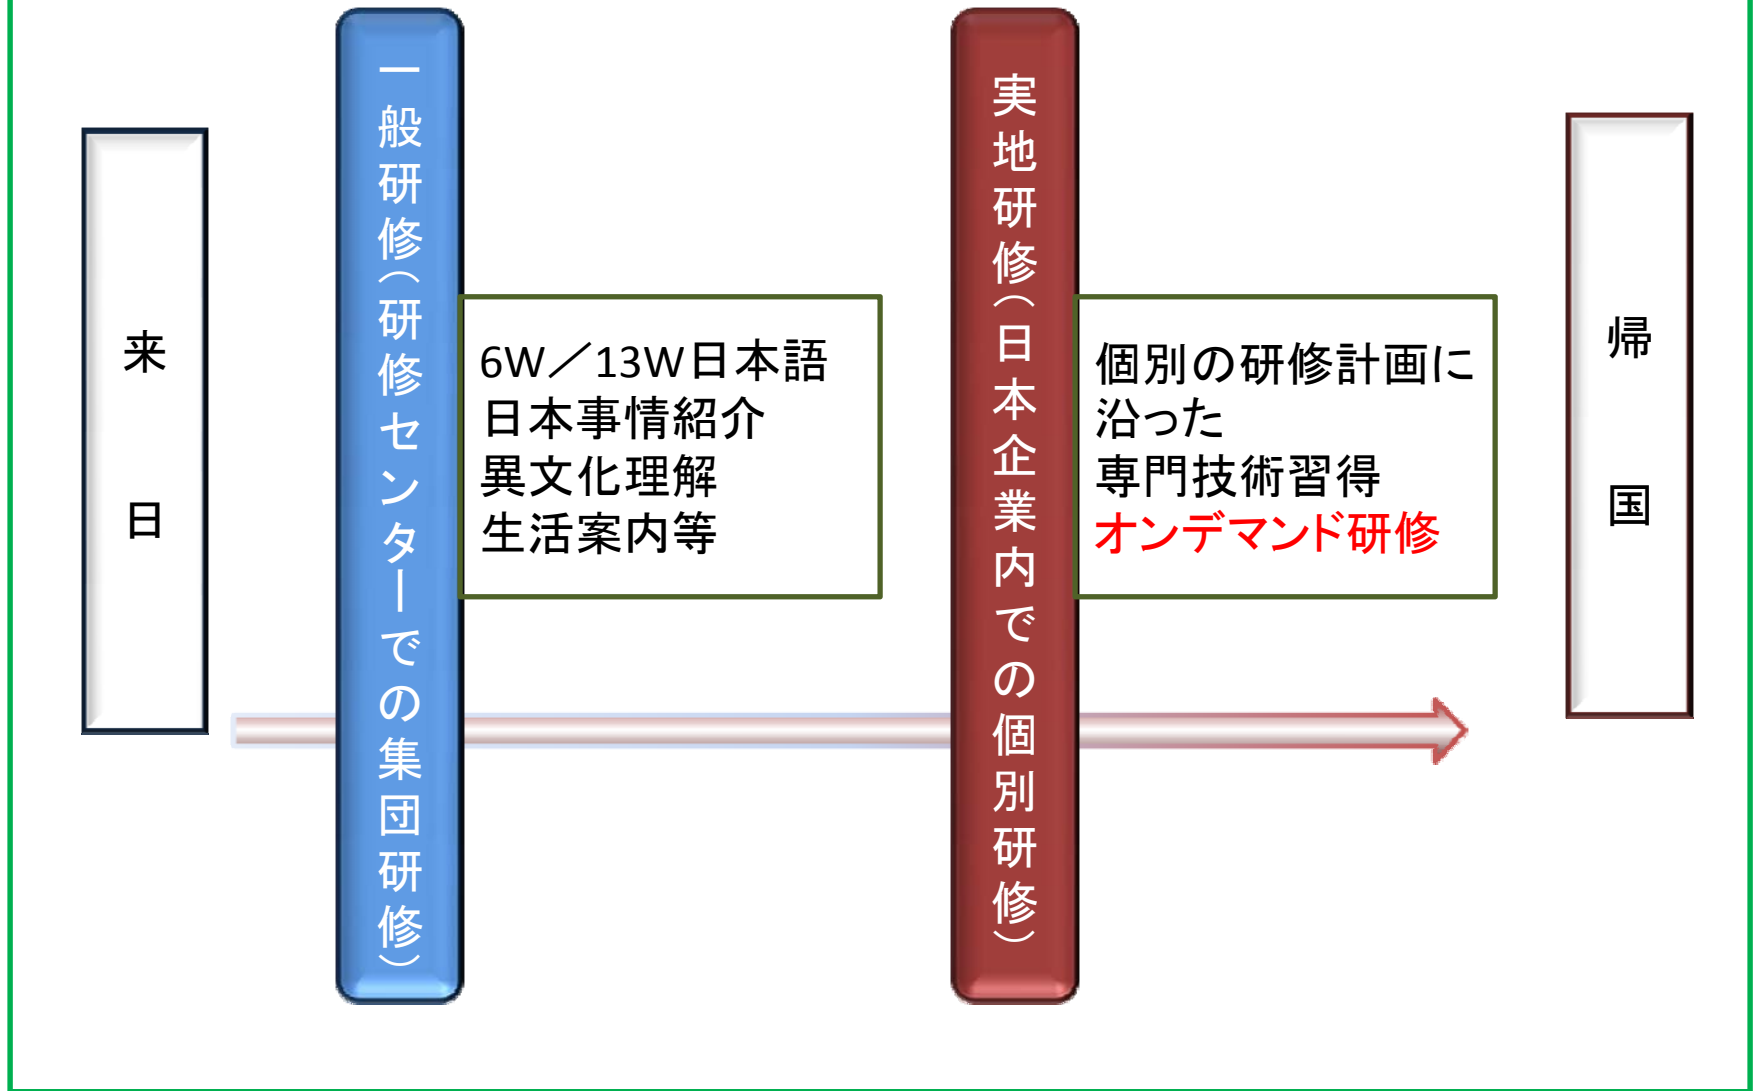 来日
一般研修（研修センターでの集団研修）
6W／13W日本語
日本事情紹介
異文化理解
生活案内等
実地研修（日本企業内での個別研修）
個別の研修計画に
沿った
専門技術習得
オンデマンド研修
帰国